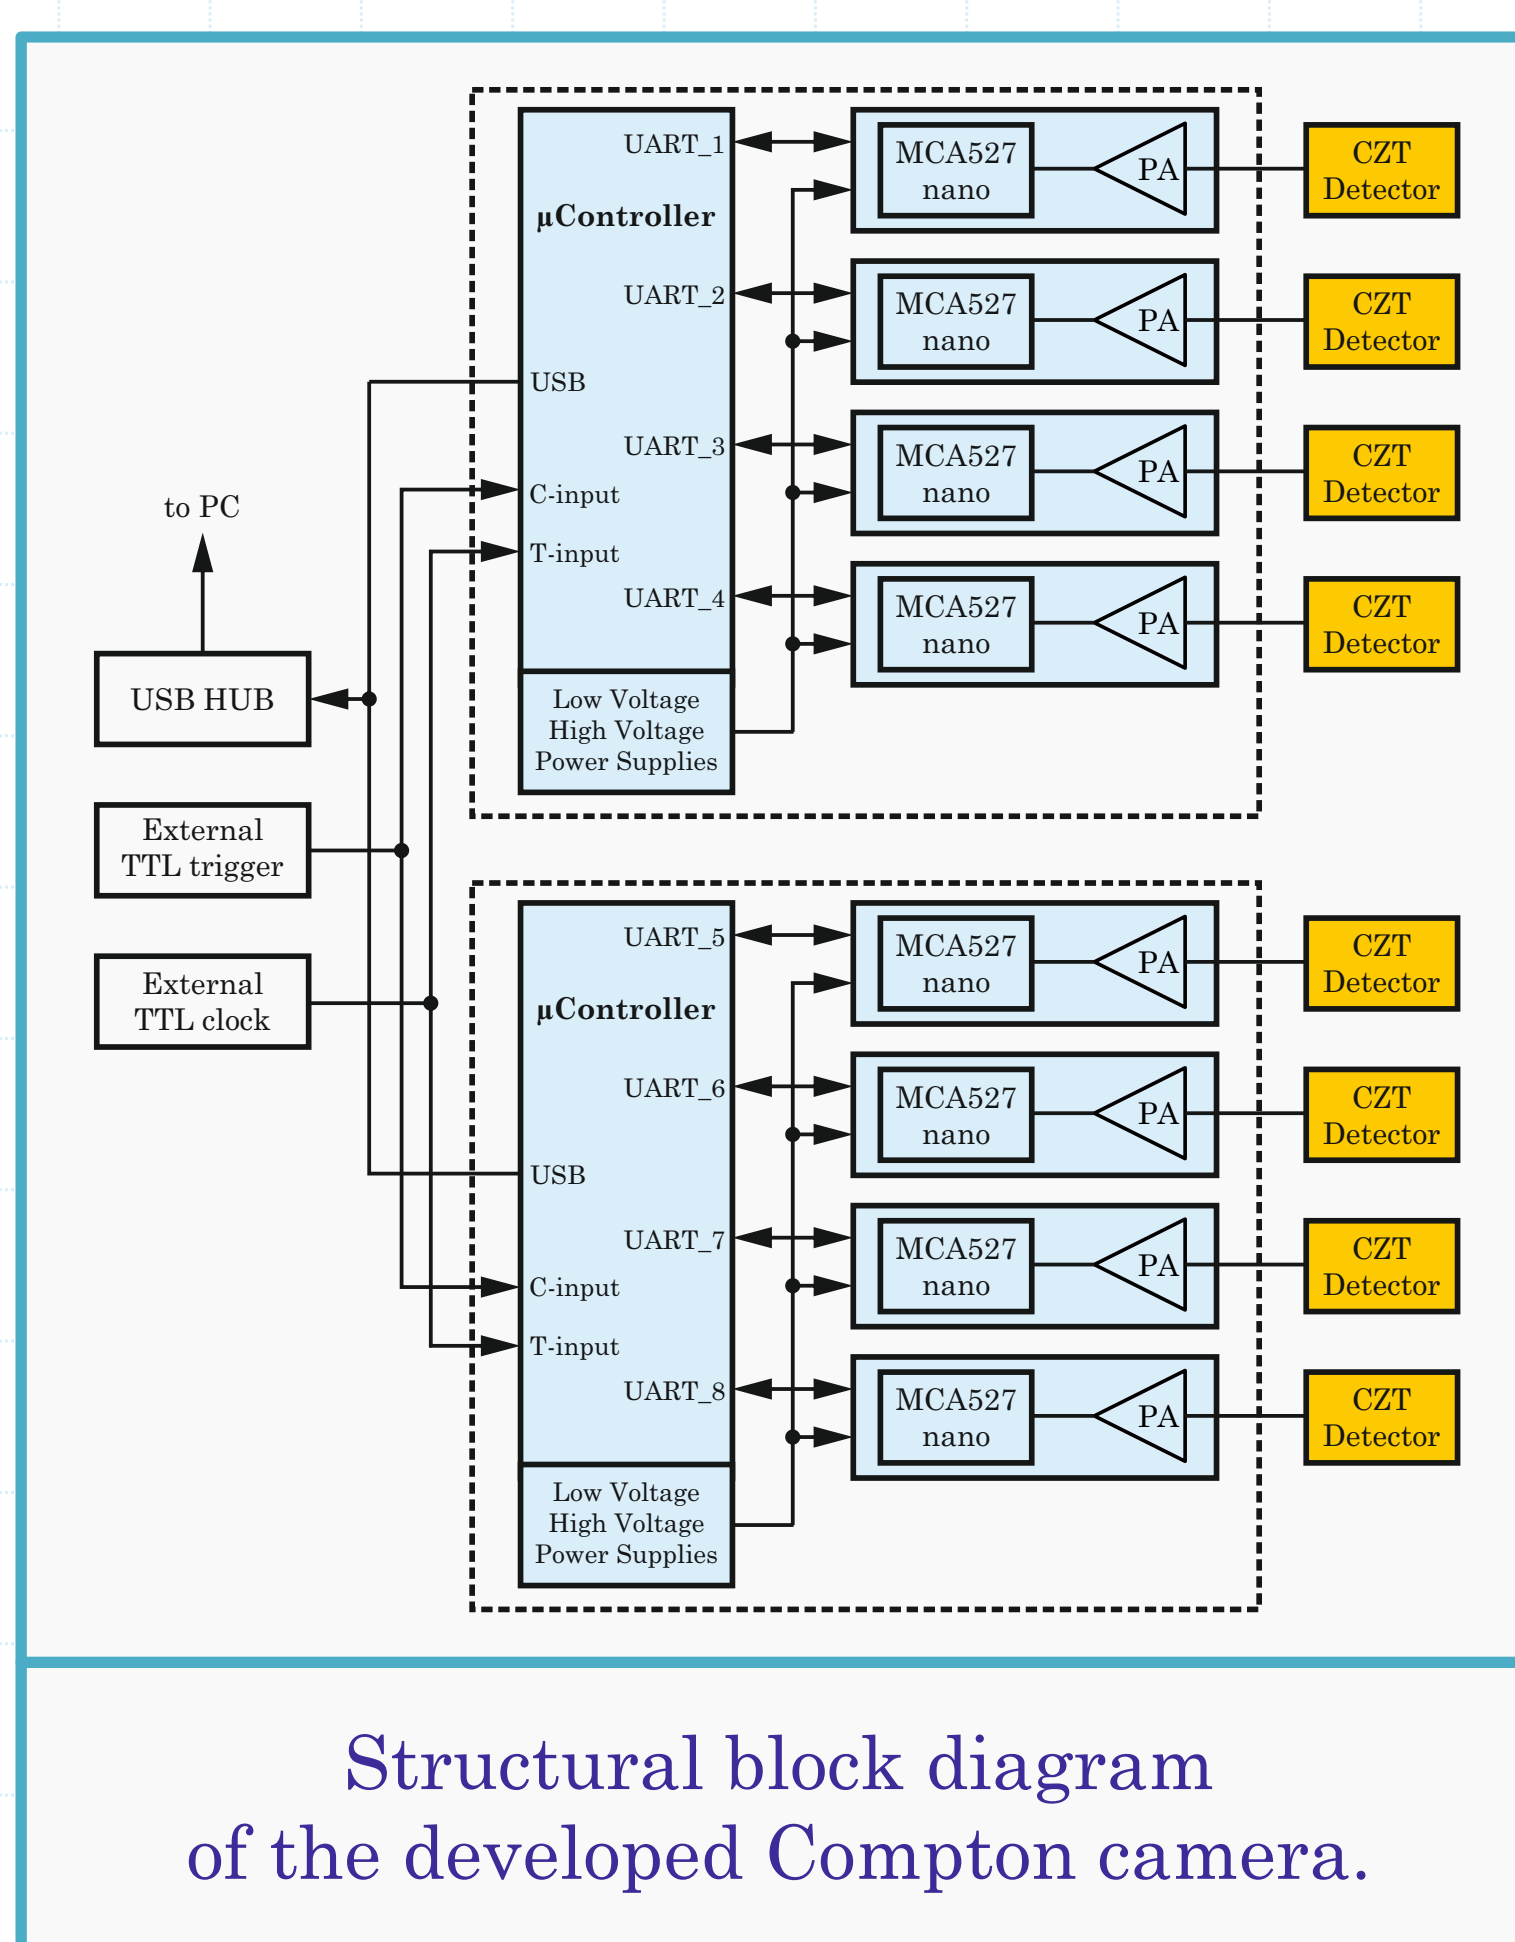 UART_1
MCA527
nano
PA
CZT
Detector
µController
UART_2
MCA527
nano
PA
CZT
Detector
USB
UART_3
MCA527
nano
PA
CZT
Detector
C-input
T-input
UART_4
MCA527
nano
PA
CZT
Detector
to PC
USB HUB
Low Voltage
High Voltage
Power Supplies
External
TTL trigger
External
TTL clock
UART_5
MCA527
nano
PA
CZT
Detector
µController
UART_6
MCA527
nano
PA
CZT
Detector
USB
UART_7
MCA527
nano
PA
CZT
Detector
C-input
T-input
UART_8
MCA527
nano
PA
CZT
Detector
Low Voltage
High Voltage
Power Supplies
Structural block diagram
of the developed Compton camera.